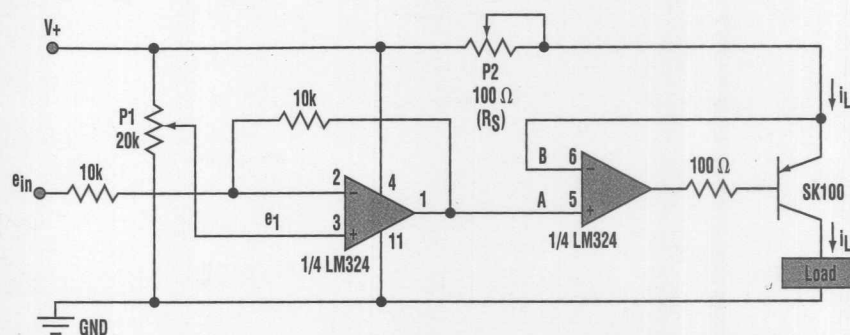 V+
P1
20k
10k
P2
100 Ω
(RS)
iL
ein
10k
e1
2
3
4
11
1
1/4 LM324
B
6
A
5
1/4 LM324
100 Ω
SK100
iL
Load
GND